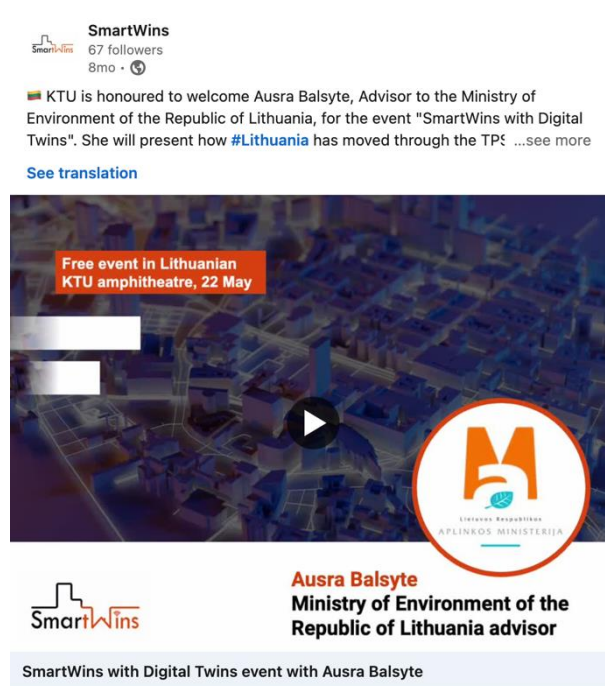 SmartWins
SmartWins
67 followers
8mo •
KTU is honoured to welcome Ausra Balsyte, Advisor to the Ministry of
Environment of the Republic of Lithuania, for the event "SmartWins with Digital
Twins". She will present how #Lithuania has moved through the TPS ...see more
See translation
Free event in Lithuanian
KTU amphitheatre, 22 May
Ma
Lietuvos Respublikos
APLINKOS MINISTERIJA
SmartWins
Ausra Balsyte
Ministry of Environment of the
Republic of Lithuania advisor
SmartWins with Digital Twins event with Ausra Balsyte